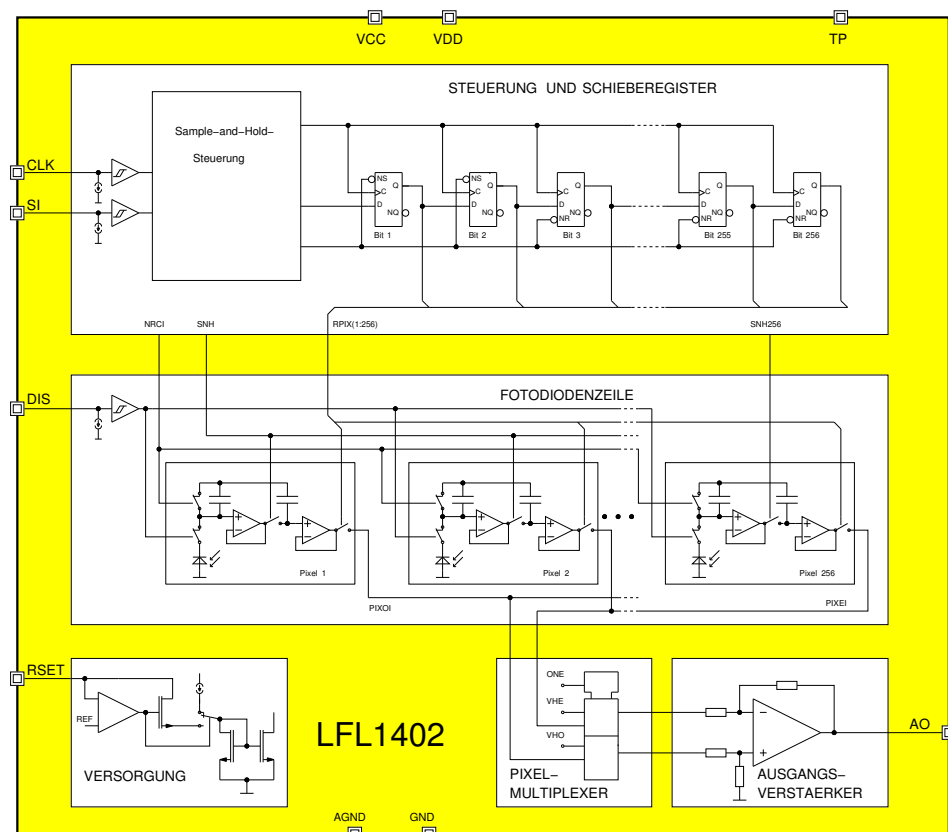 VCC VDD TP
STEUERUNG UND SCHIEBEREGISTER
Sample-and-Hold-
Steuerung
CLK
SI
NS Q C D NQ Bit 1
NS Q C D NQ Bit 2
Q C D NQ NR Bit 3
Q C D NQ NR Bit 255
Q C D NQ NR Bit 256
NRCI SNH RPIX(1:256) SNH256
DIS
FOTODIODENZEILE
Pixel 1 Pixel 2 Pixel 256
PIXOI PIXEI
RSET
REF
VERSORGUNG
LFL1402
ONE
VHE
VHO
PIXEL-
MULTIPLEXER
AO
AUSGANGS-
VERSTAERKER
AGND GND